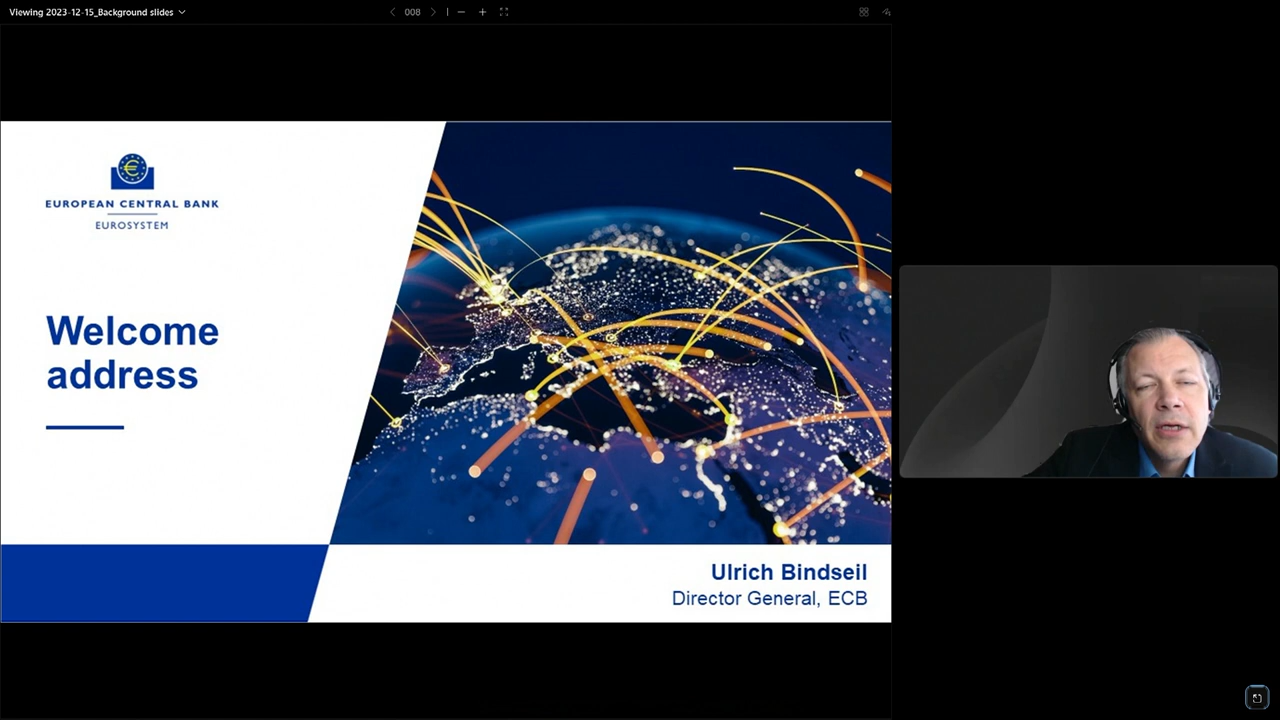 Viewing 2023-12-15_Background slides
008
EUROPEAN CENTRAL BANK
EUROSYSTEM
Welcome
address
Ulrich Bindseil
Director General, ECB